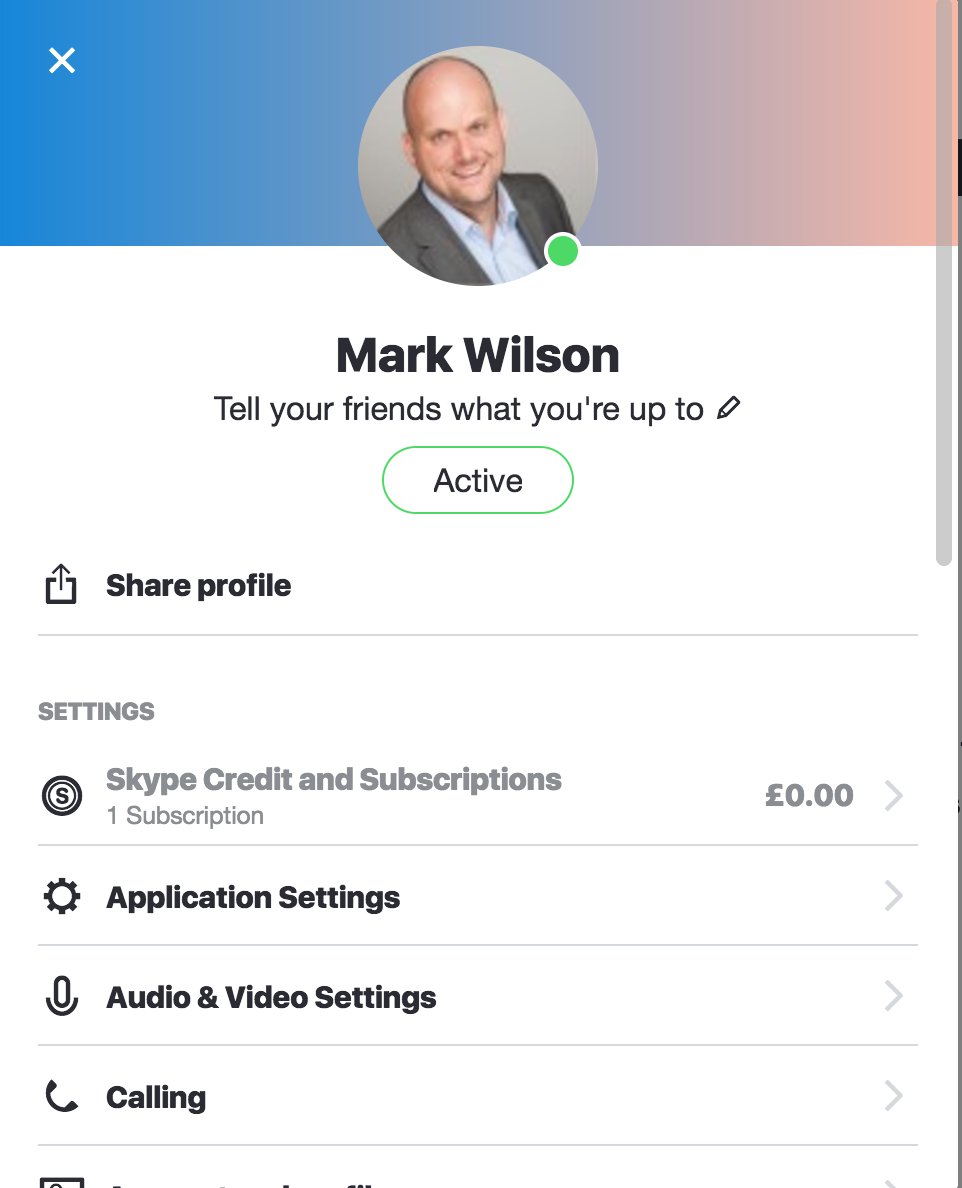 Mark Wilson
Tell your friends what you're up to
Active
Share profile
SETTINGS
Skype Credit and Subscriptions
1 Subscription
£0.00
Application Settings
Audio & Video Settings
Calling